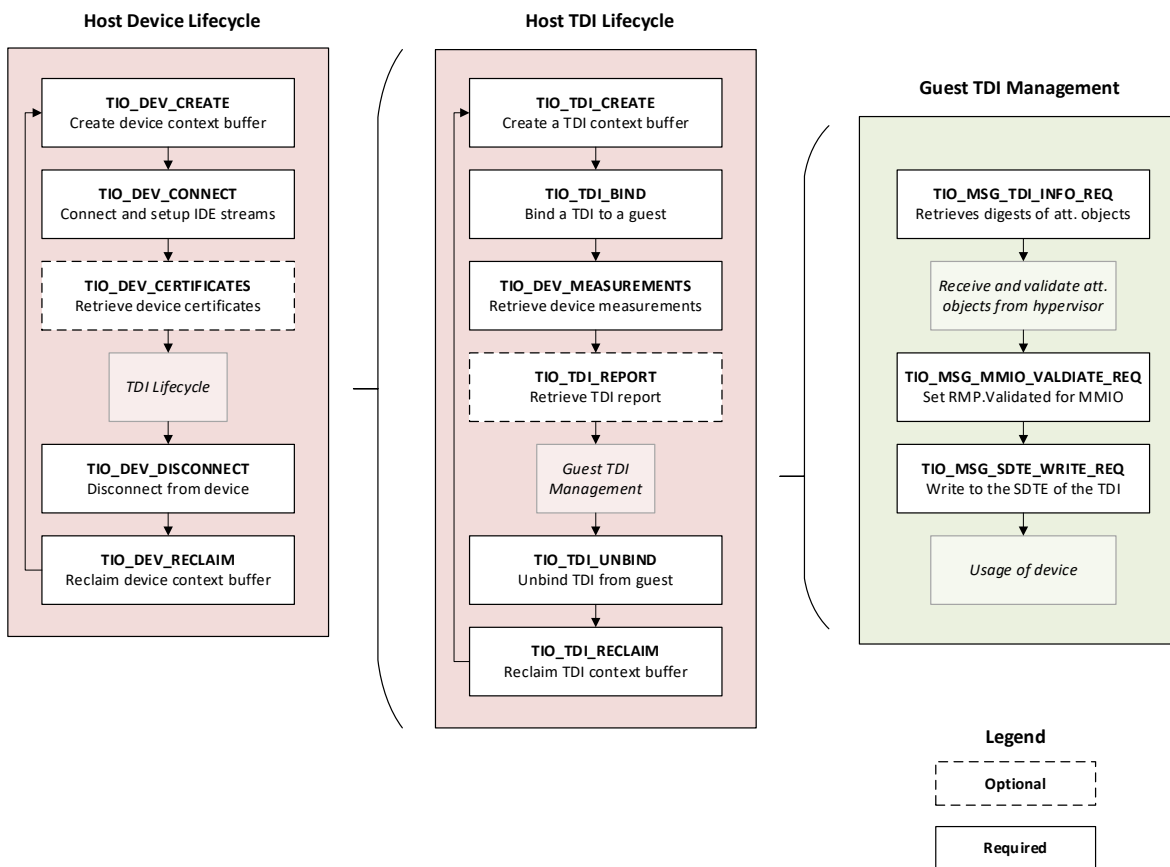 Host Device Lifecycle
TIO_DEV_CREATE
Create device context buffer
TIO_DEV_CONNECT
Connect and setup IDE streams
TIO_DEV_CERTIFICATES
Retrieve device certificates
TDI Lifecycle
TIO_DEV_DISCONNECT
Disconnect from device
TIO_DEV_RECLAIM
Reclaim device context buffer
Host TDI Lifecycle
TIO_TDI_CREATE
Create a TDI context buffer
TIO_TDI_BIND
Bind a TDI to a guest
TIO_DEV_MEASUREMENTS
Retrieve device measurements
TIO_TDI_REPORT
Retrieve TDI report
Guest TDI
Management
TIO_TDI_UNBIND
Unbind TDI from guest
TIO_TDI_RECLAIM
Reclaim TDI context buffer
Guest TDI Management
TIO_MSG_TDI_INFO_REQ
Retrieves digests of att. objects
Receive and validate att.
objects from hypervisor
TIO_MSG_MMIO_VALDIATE_REQ
Set RMP.Validated for MMIO
TIO_MSG_SDTE_WRITE_REQ
Write to the SDTE of the TDI
Usage of device
Legend
Optional
Required